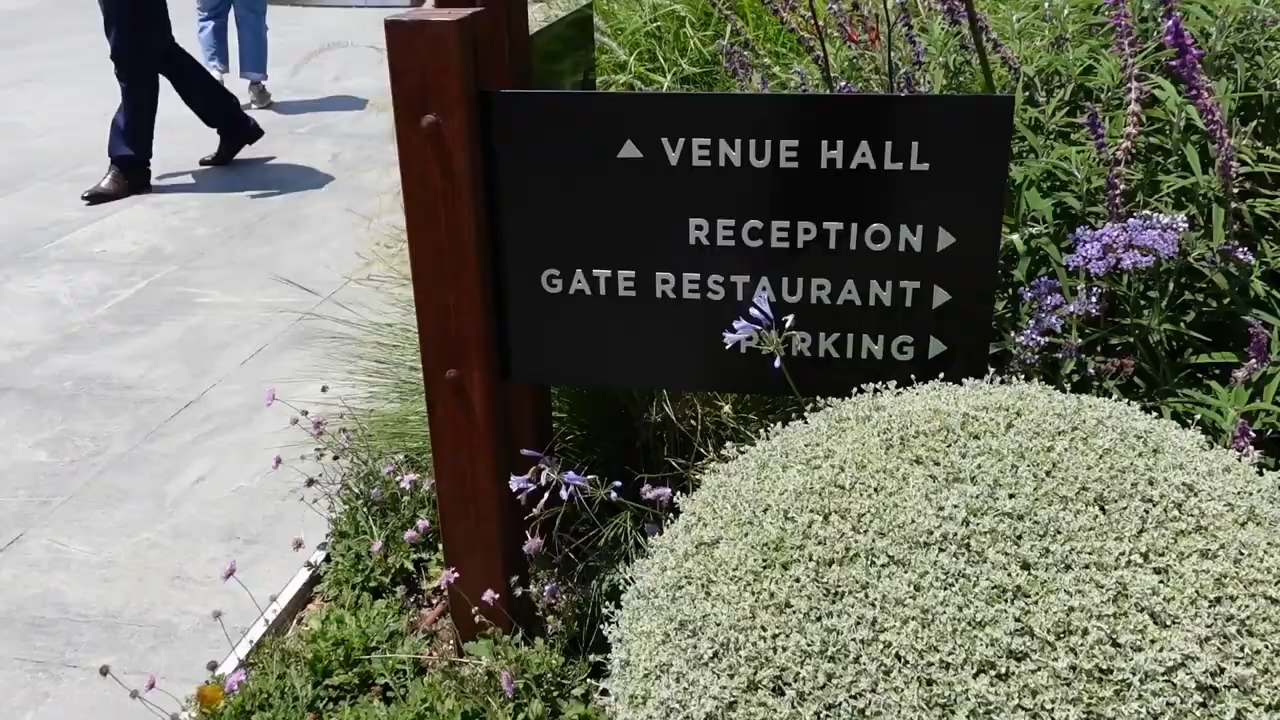 ▲ VENUE HALL
RECEPTION ▶
GATE RESTAURANT ▶
PARKING ▶